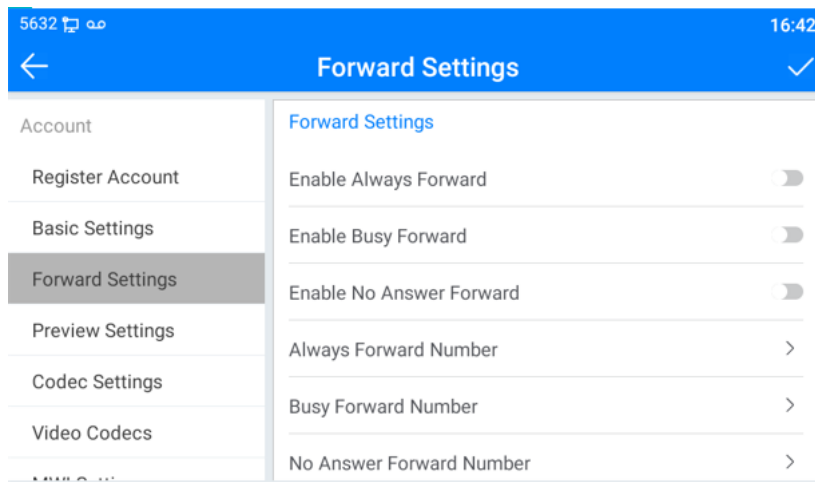 5632
16:42
Forward Settings
Account
Register Account
Basic Settings
Forward Settings
Preview Settings
Codec Settings
Video Codecs
Forward Settings
Enable Always Forward
Enable Busy Forward
Enable No Answer Forward
Always Forward Number
Busy Forward Number
No Answer Forward Number